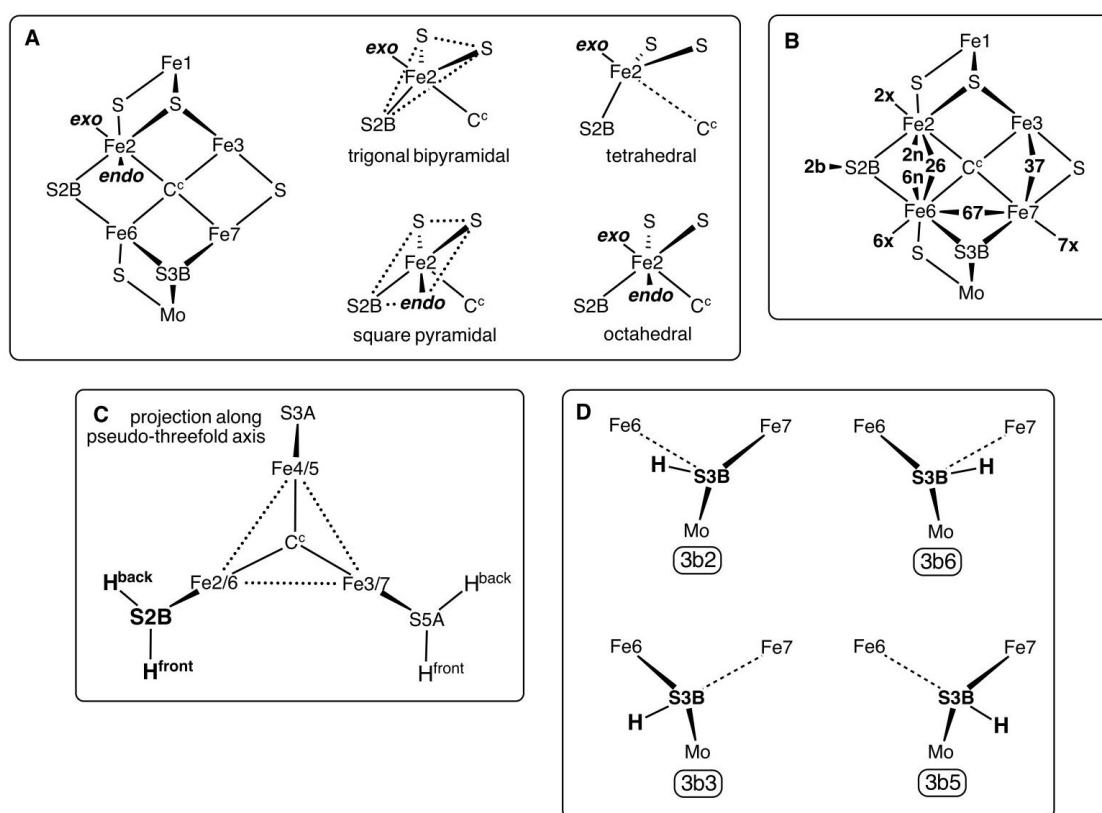 A
Fe1
S
S
exo
Fe2
Fe3
endo
S2B
Cᶜ
S
Fe6
Fe7
S
S3B
Mo
exo
S
S
Fe2
S2B
Cᶜ
trigonal bipyramidal
exo
S
S
Fe2
S2B
Cᶜ
tetrahedral
S
S
Fe2
S2B
endo
Cᶜ
square pyramidal
exo
S
S
Fe2
endo
S2B
Cᶜ
octahedral
B
Fe1
S
S
2x
Fe2
Fe3
2n
2b
S2B
26
Cᶜ
37
S
6n
Fe6
67
Fe7
6x
7x
S
S3B
Mo
C
projection along
pseudo-threefold axis
S3A
Fe4/5
Cᶜ
Fe2/6
Fe3/7
Hback
Hback
S2B
S5A
Hfront
Hfront
D
Fe6
Fe7
H
S3B
Mo
3b2
Fe6
Fe7
S3B
H
Mo
3b6
Fe6
Fe7
S3B
H
Mo
3b3
Fe6
Fe7
S3B
H
Mo
3b5